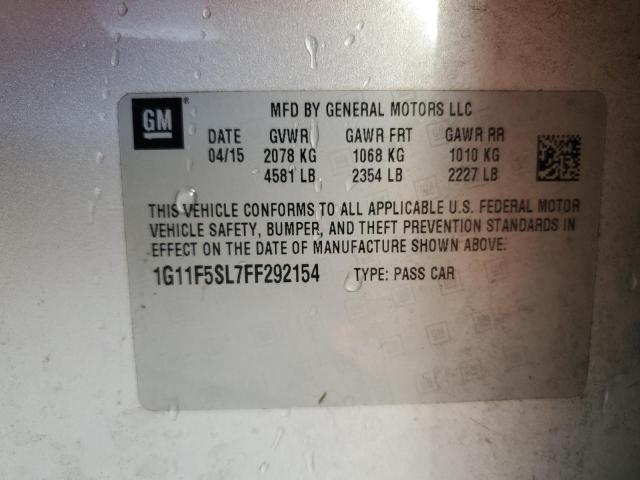 MFD BY GENERAL MOTORS LLC
GM®
DATE GVWR GAWR FRT GAWR RR
04/15 2078 KG 1068 KG 1010 KG
4581 LB 2354 LB 2227 LB
THIS VEHICLE CONFORMS TO ALL APPLICABLE U.S. FEDERAL MOTOR
VEHICLE SAFETY, BUMPER, AND THEFT PREVENTION STANDARDS IN
EFFECT ON THE DATE OF MANUFACTURE SHOWN ABOVE.
1G11F5SL7FF292154 TYPE: PASS CAR